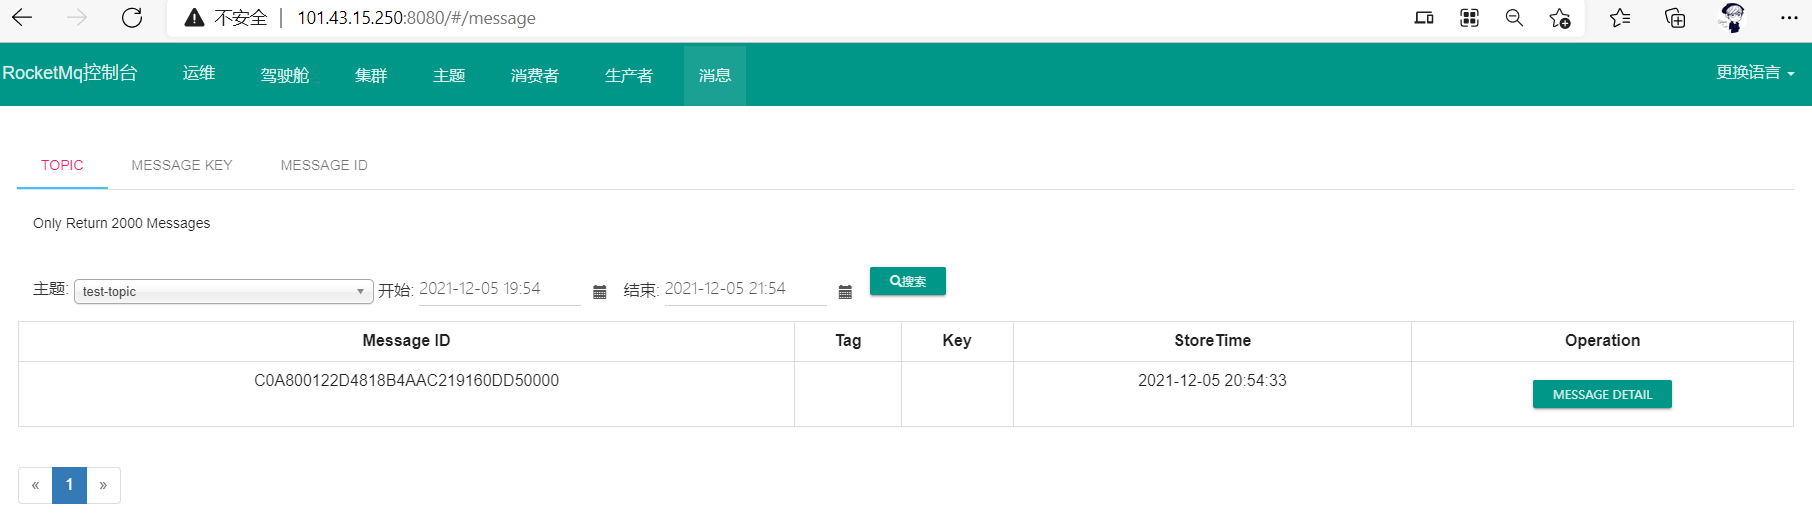 不安全 | 101.43.15.250:8080/#/message
RocketMq控制台 运维 驾驶舱 集群 主题 消费者 生产者 消息 更换语言
TOPIC MESSAGE KEY MESSAGE ID
Only Return 2000 Messages
主题: test-topic 开始: 2021-12-05 19:54 结束: 2021-12-05 21:54 搜索
Message ID Tag Key StoreTime Operation
C0A800122D4818B4AAC219160DD50000 2021-12-05 20:54:33 MESSAGE DETAIL
« 1 »